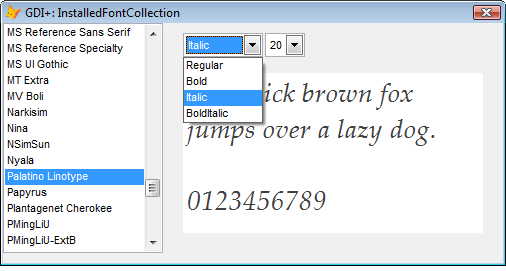 GDI+: InstalledFontCollection
MS Reference Sans Serif
MS Reference Specialty
MS UI Gothic
MT Extra
MV Boli
Narkisim
Nina
NSimSun
Nyala
Palatino Linotype
Papyrus
Plantagenet Cherokee
PMingLiU
PMingLiU-ExtB
Italic
20
Regular
Bold
Italic
BoldItalic
ick brown fox
jumps over a lazy dog.
0123456789